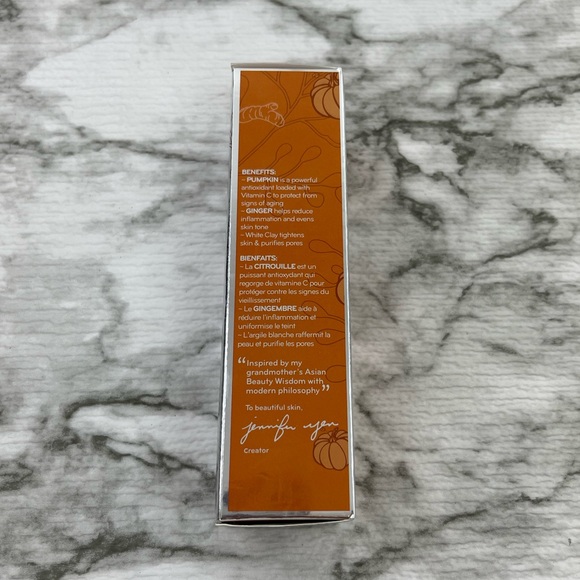 BENEFITS:
– PUMPKIN is a powerful
antioxidant loaded with
Vitamin C to protect from
signs of aging
– GINGER helps reduce
inflammation and evens
skin tone
– White Clay tightens
skin & purifies pores
BIENFAITS:
– La CITROUILLE est un
puissant antioxydant qui
regorge de vitamine C pour
protéger contre les signes du
vieillissement
– Le GINGEMBRE aide à
réduire l'inflamation et
uniformise le teint
– L'argile blanche raffermit la
peau et purifie les pores
“Inspired by my
grandmother's Asian
Beauty Wisdom with
modern philosophy”
To beautiful skin,
jennifer yen
Creator